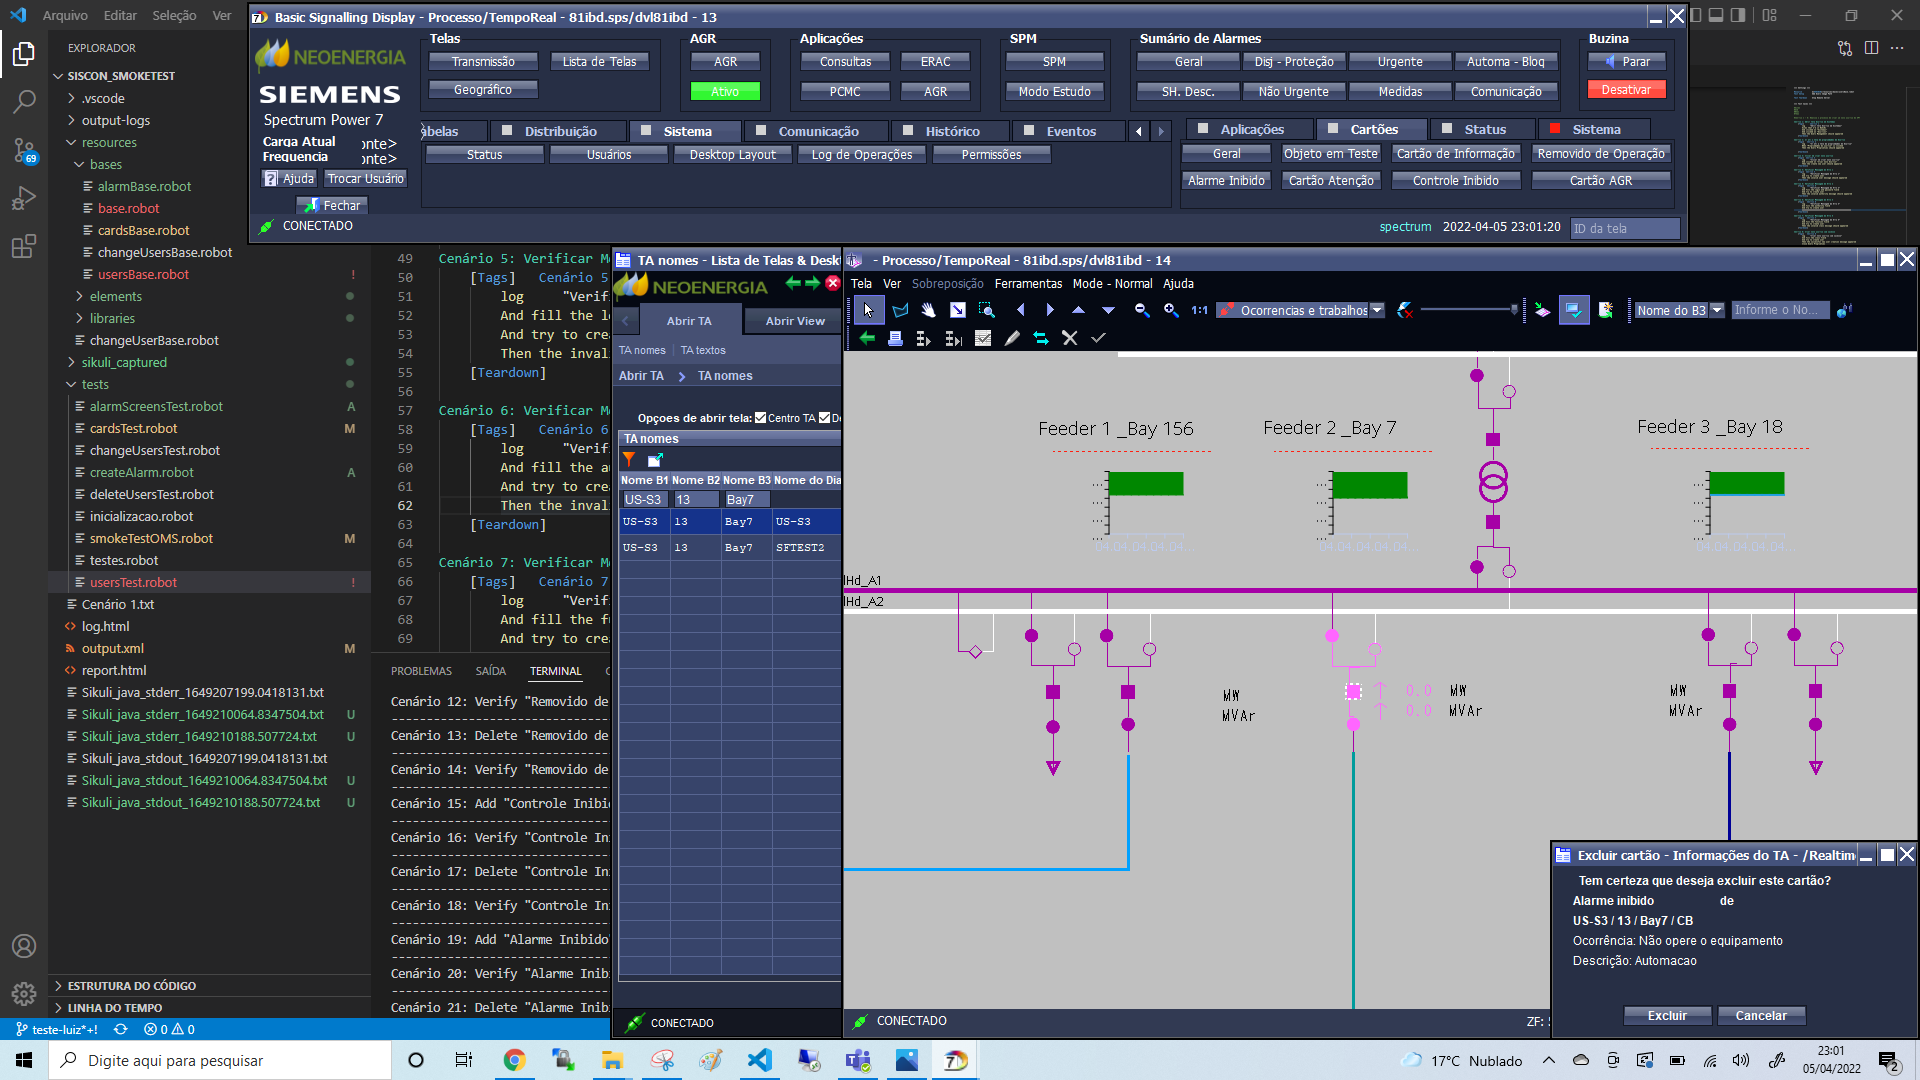 Arquivo Editar Seleção Ver
EXPLORADOR
SISCON_SMOKETEST
.vscode
output-logs
resources
bases
alarmBase.robot
base.robot
cardsBase.robot
changeUsersBase.robot
usersBase.robot !
elements
libraries
changeUserBase.robot
sikuli_captured
tests
alarmScreensTest.robot A
cardsTest.robot M
changeUsersTest.robot
createAlarm.robot A
deleteUsersTest.robot
inicializacao.robot
smokeTestOMS.robot M
testes.robot
usersTest.robot !
Cenário 1.txt
log.html
output.xml M
report.html
Sikuli_java_stderr_1649207199.0418131.txt
Sikuli_java_stderr_1649210064.8347504.txt U
Sikuli_java_stderr_1649210188.507724.txt U
Sikuli_java_stdout_1649207199.0418131.txt
Sikuli_java_stdout_1649210064.8347504.txt U
Sikuli_java_stdout_1649210188.507724.txt U
ESTRUTURA DO CÓDIGO
LINHA DO TEMPO
69
teste-luiz*+! 0 0
Basic Signalling Display - Processo/TempoReal - 81ibd.sps/dvl81ibd - 13
NEOENERGIA
SIEMENS
Spectrum Power 7
Carga Atual onte>
Frequencia onte>
? Ajuda Trocar Usuário
Fechar
CONECTADO
Telas
Transmissão Lista de Telas
Geográfico
AGR
AGR
Ativo
Aplicações
Consultas ERAC
PCMC AGR
SPM
SPM
Modo Estudo
Sumário de Alarmes
Geral Disj - Proteção Urgente Automa - Bloq
SH. Desc. Não Urgente Medidas Comunicação
Buzina
Parar
Desativar
abelas Distribuição Sistema Comunicação Histórico Eventos
Status Usuários Desktop Layout Log de Operações Permissões
Aplicações Cartões Status Sistema
Geral Objeto em Teste Cartão de Informação Removido de Operação
Alarme Inibido Cartão Atenção Controle Inibido Cartão AGR
spectrum 2022-04-05 23:01:20 ID da tela
49 Cenário 5: Verificar M
50 [Tags] Cenário 5
51 log "Verif
52 And fill the l
53 And try to cre
54 Then the inval
55 [Teardown]
56
57 Cenário 6: Verificar M
58 [Tags] Cenário 6
59 log "Verif
60 And fill the a
61 And try to cre
62 Then the inval
63 [Teardown]
64
65 Cenário 7: Verificar M
66 [Tags] Cenário 7
67 log "Verif
68 And fill the f
69 And try to cre
PROBLEMAS SAÍDA TERMINAL
Cenário 12: Verify "Removido de
Cenário 13: Delete "Removido de
Cenário 14: Verify "Removido de
Cenário 15: Add "Controle Inibi
Cenário 16: Verify "Controle In
Cenário 17: Delete "Controle In
Cenário 18: Verify "Controle In
Cenário 19: Add "Alarme Inibido
Cenário 20: Verify "Alarme Inib
Cenário 21: Delete "Alarme Inib
TA nomes - Lista de Telas & Deskt
NEOENERGIA
Abrir TA Abrir View
TA nomes TA textos
Abrir TA TA nomes
Opçoes de abrir tela: Centro TA De
TA nomes
Nome B1 Nome B2 Nome B3 Nome do Dia
US-S3 13 Bay7
US-S3 13 Bay7 US-S3
US-S3 13 Bay7 SFTEST2
CONECTADO
- Processo/TempoReal - 81ibd.sps/dvl81ibd - 14
Tela Ver Sobreposição Ferramentas Mode - Normal Ajuda
1:1 Ocorrencias e trabalhos Nome do B3 Informe o No...
Feeder 1 _Bay 156 Feeder 2 _Bay 7 Feeder 3 _Bay 18
IHd_A1
IHd_A2
MW
MVAr
0.0 MW
0.0 MVAr
MW
MVAr
CONECTADO
ZF:
Excluir cartão - Informações do TA - /Realtime
Tem certeza que deseja excluir este cartão?
Alarme inibido de
US-S3 / 13 / Bay7 / CB
Ocorrência: Não opere o equipamento
Descrição: Automacao
Excluir Cancelar
Digite aqui para pesquisar
17°C Nublado
23:01
05/04/2022
2